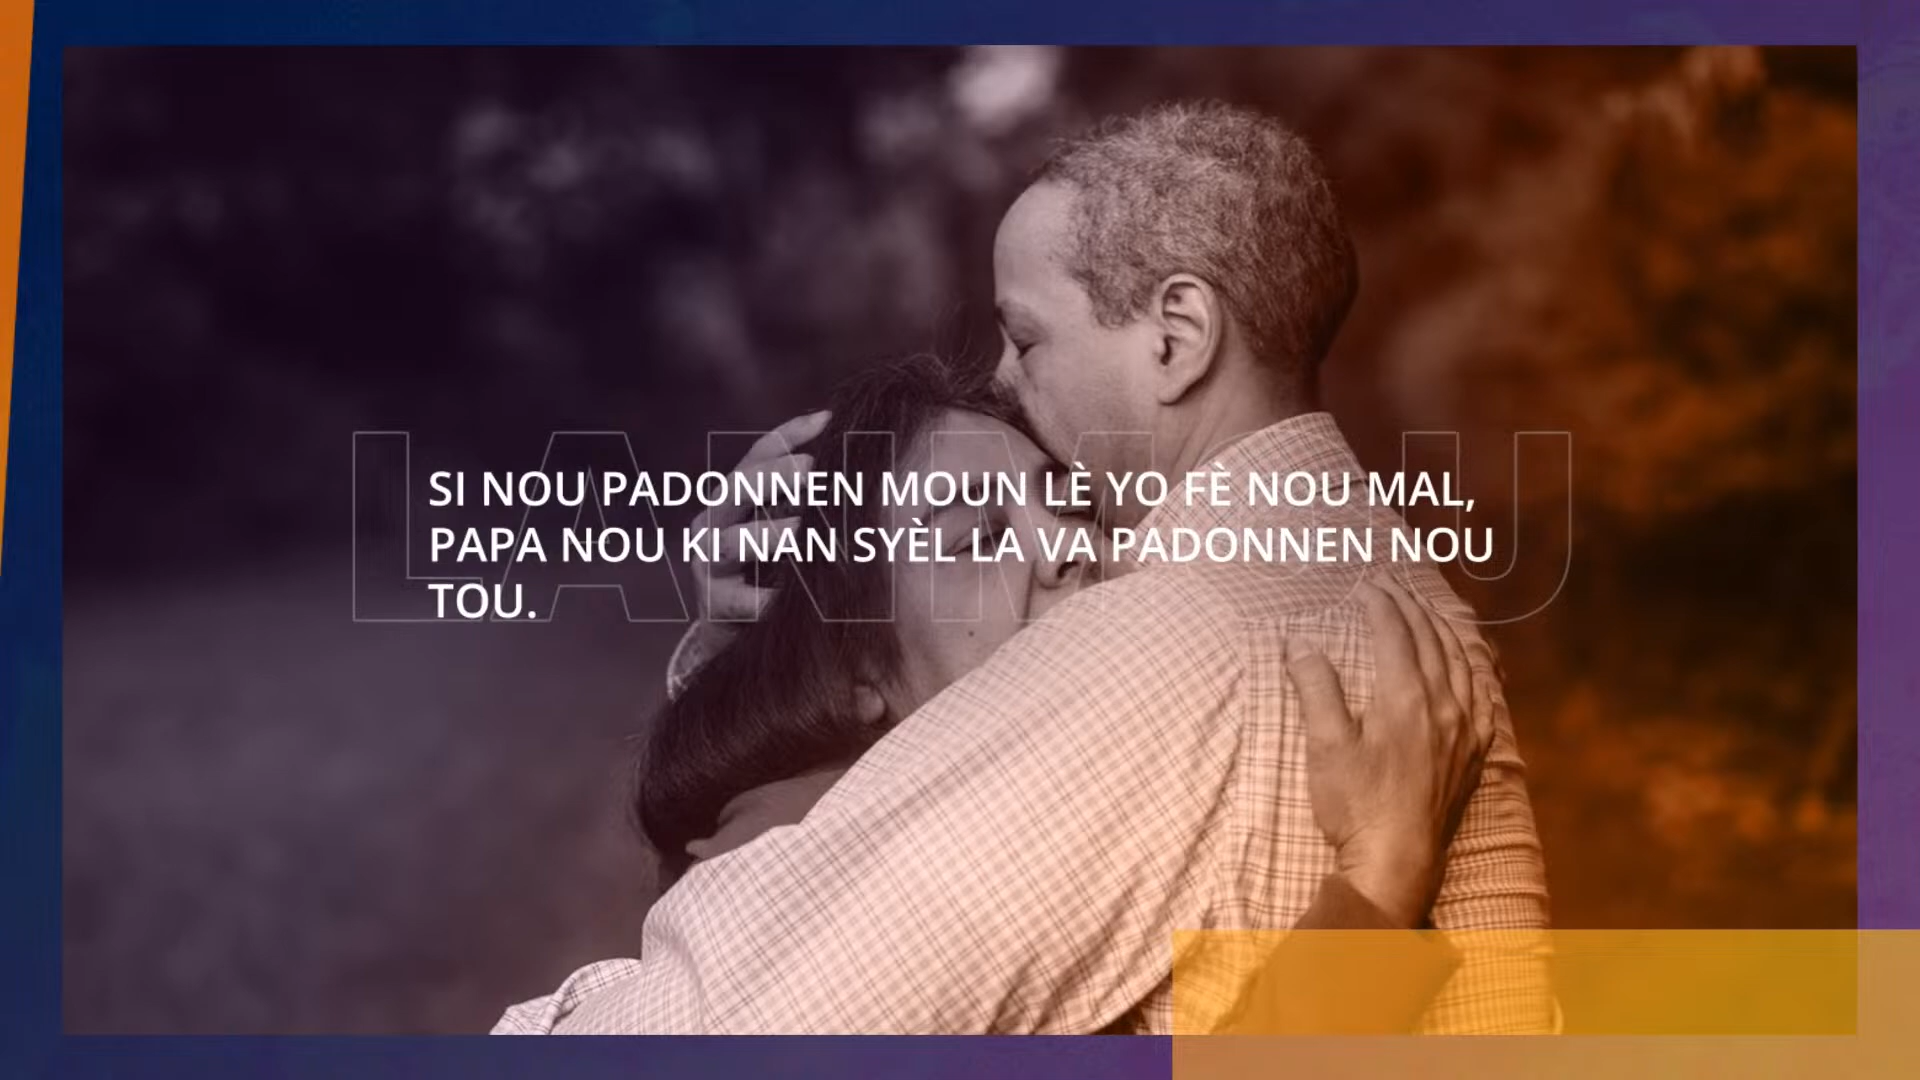 SI NOU PADONNEN MOUN LÈ YO FÈ NOU MAL,
PAPA NOU KI NAN SYÈL LA VA PADONNEN NOU
TOU.